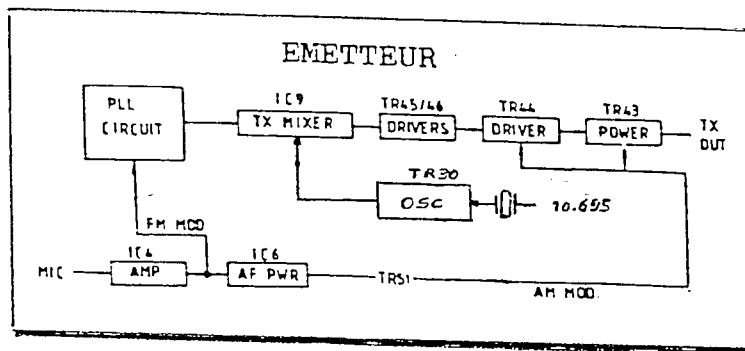 EMETTEUR
PLL
CIRCUIT
IC9
TX MIXER
TR45/46
DRIVERS
TR44
DRIVER
TR43
POWER
TX
OUT
TR30
OSC
10.695
FM MOD
MIC
IC4
AMP
IC6
AF PWR
TR51
AM MOD.